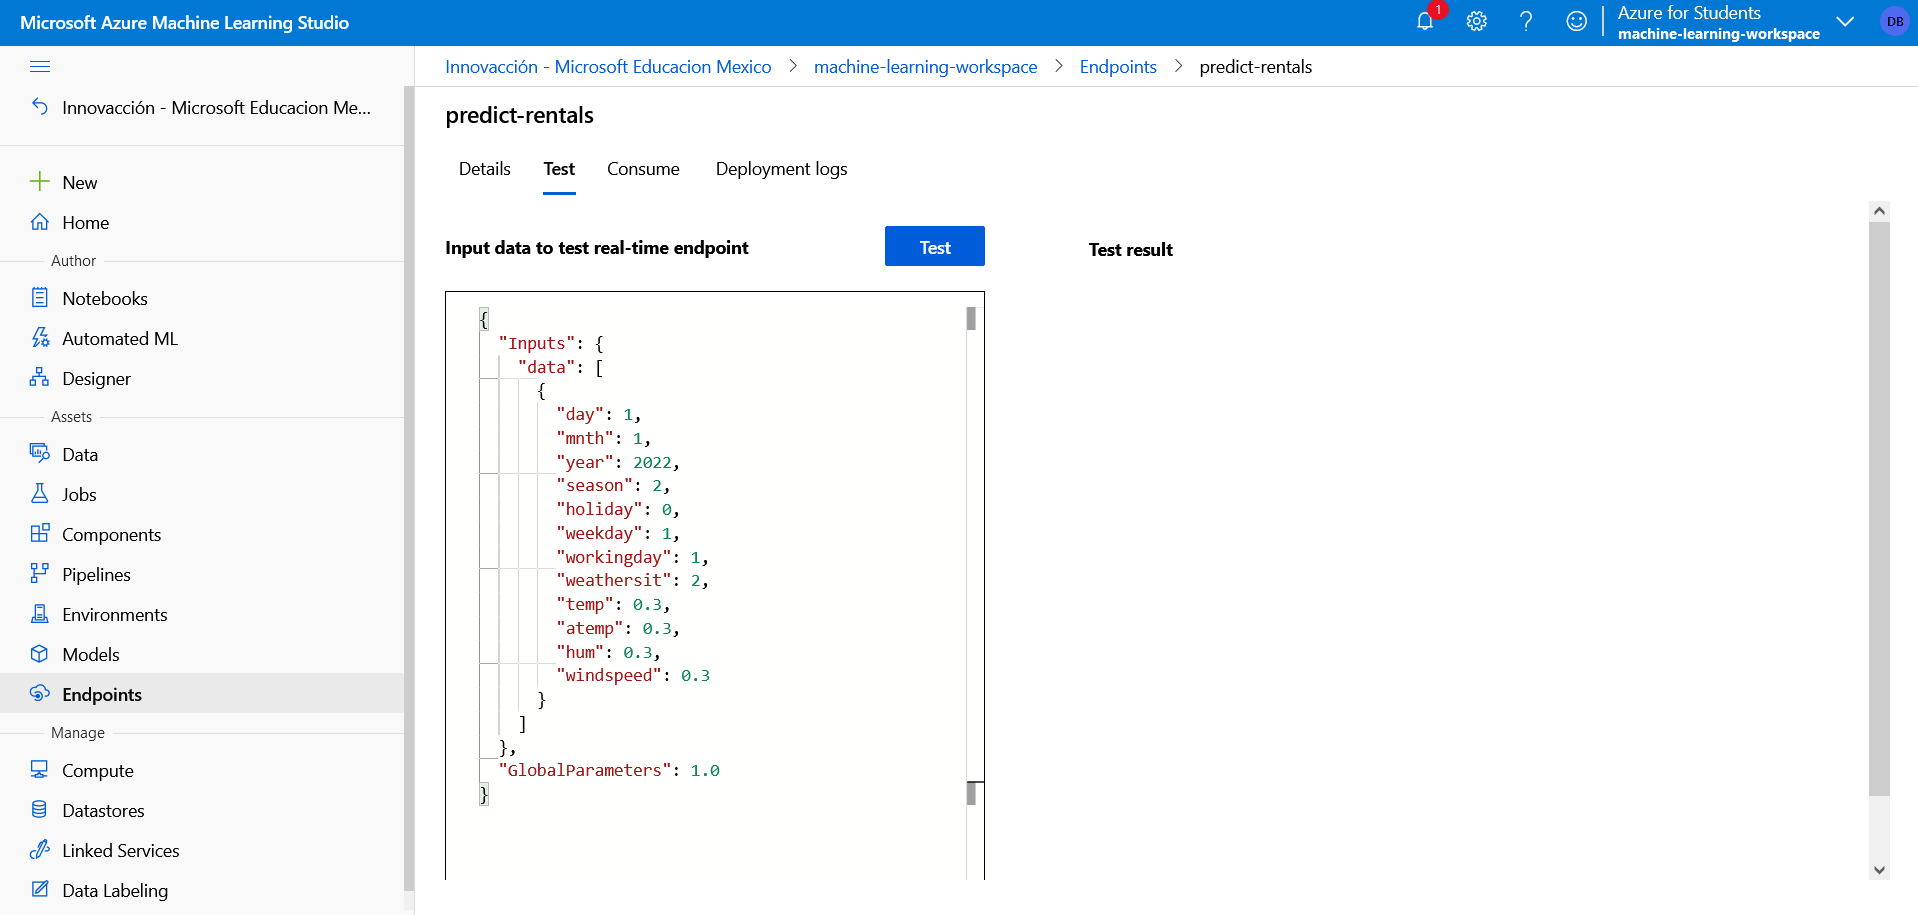 Microsoft Azure Machine Learning Studio
1
Azure for Students
machine-learning-workspace
DB
Innovacción - Microsoft Educacion Me...
New
Home
Author
Notebooks
Automated ML
Designer
Assets
Data
Jobs
Components
Pipelines
Environments
Models
Endpoints
Manage
Compute
Datastores
Linked Services
Data Labeling
Innovacción - Microsoft Educacion Mexico > machine-learning-workspace > Endpoints > predict-rentals
predict-rentals
Details Test Consume Deployment logs
Input data to test real-time endpoint
Test
{
"Inputs": {
"data": [
{
"day": 1,
"mnth": 1,
"year": 2022,
"season": 2,
"holiday": 0,
"weekday": 1,
"workingday": 1,
"weathersit": 2,
"temp": 0.3,
"atemp": 0.3,
"hum": 0.3,
"windspeed": 0.3
}
]
},
"GlobalParameters": 1.0
}
Test result